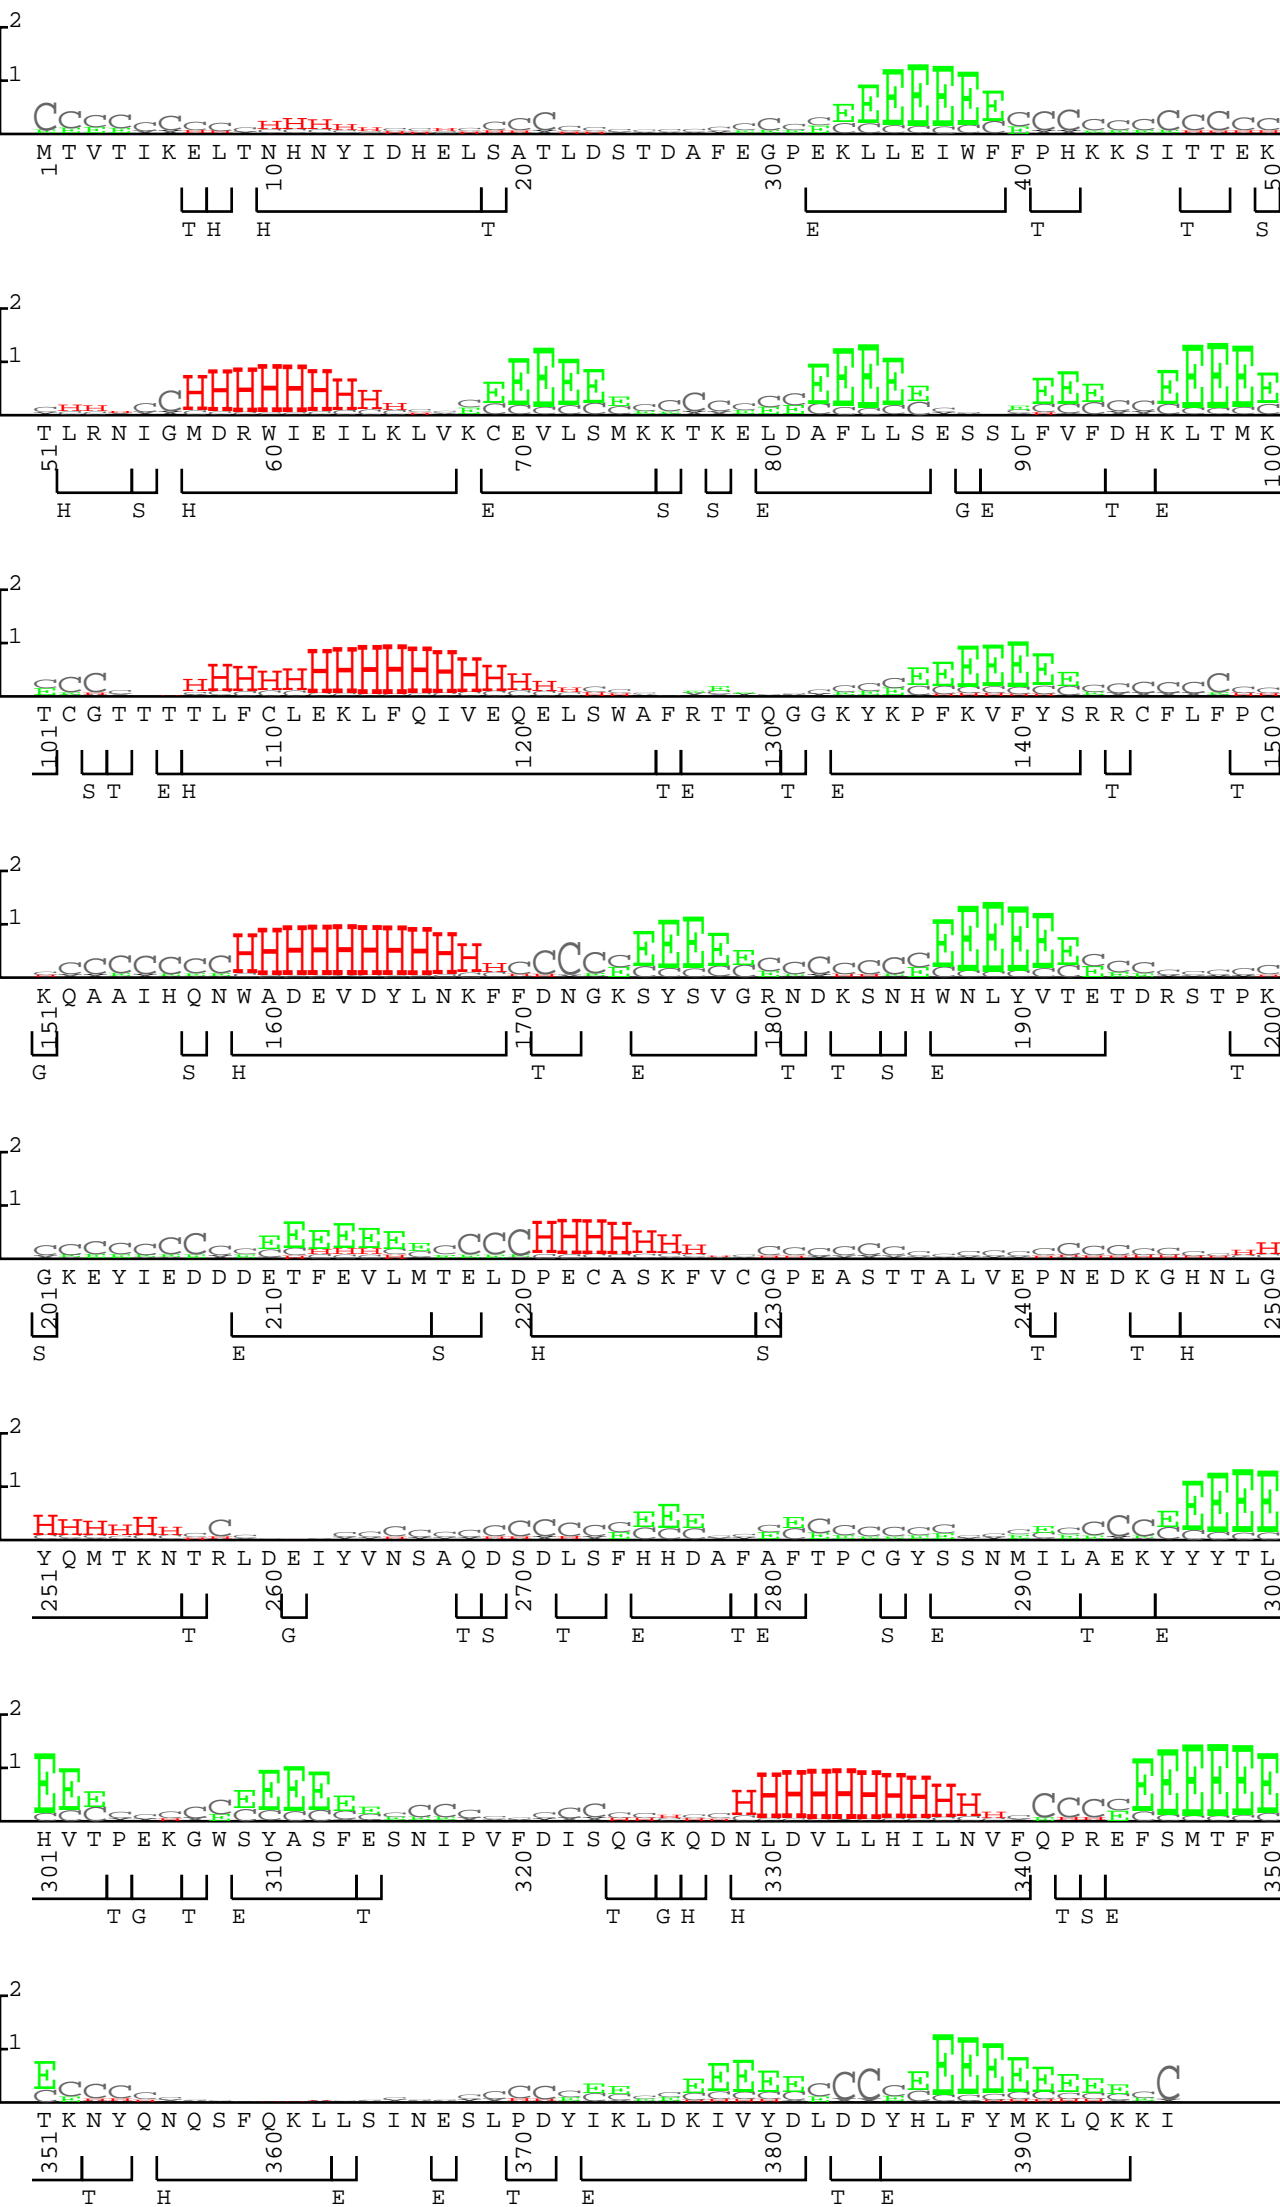 2
1
M T V T I K E L T N H N Y I D H E L S A T L D S T D A F E G P E K L L E I W F F P H K K S I T T E K
1 10 20 30 40 50
T H H T E T T S
2
1
T L R N I G M D R W I E I L K L V K C E V L S M K K T K E L D A F L L S E S S L F V F D H K L T M K
51 60 70 80 90 100
H S H E S S E G E T E
2
1
T C G T T T T L F C L E K L F Q I V E Q E L S W A F R T T Q G G K Y K P F K V F Y S R R C F L F P C
101 110 120 130 140 150
S T E H T E T E T T
2
1
K Q A A I H Q N W A D E V D Y L N K F F D N G K S Y S V G R N D K S N H W N L Y V T E T D R S T P K
151 160 170 180 190 200
G S H T E T T S E T
2
1
G K E Y I E D D D E T F E V L M T E L D P E C A S K F V C G P E A S T T A L V E P N E D K G H N L G
201 210 220 230 240 250
S E S H S T T H
2
1
Y Q M T K N T R L D E I Y V N S A Q D S D L S F H H D A F A F T P C G Y S S N M I L A E K Y Y Y T L
251 260 270 280 290 300
T G T S T E T E S E T E
2
1
H V T P E K G W S Y A S F E S N I P V F D I S Q G K Q D N L D V L L H I L N V F Q P R E F S M T F F
301 310 320 330 340 350
T G T E T T G H H T S E
2
1
T K N Y Q N Q S F Q K L L S I N E S L P D Y I K L D K I V Y D L D D Y H L F Y M K L Q K K I
351 360 370 380 390
T H E E T E T E